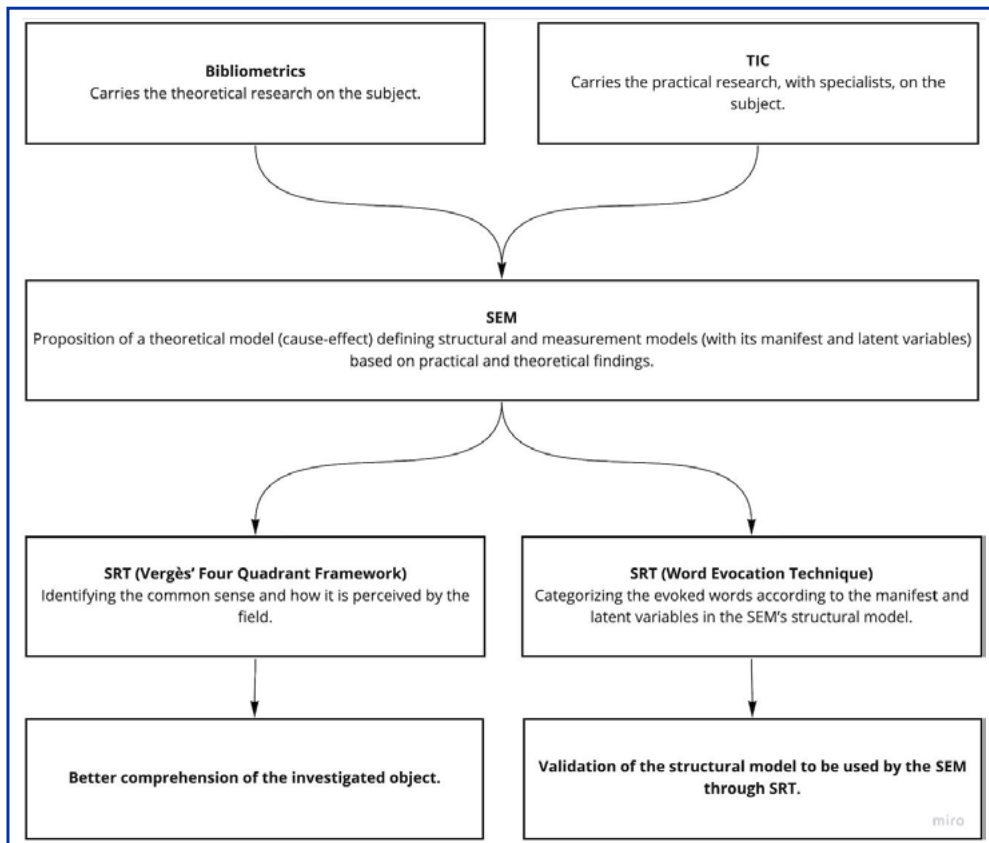 Bibliometrics
Carries the theoretical research on the subject.
TIC
Carries the practical research, with specialists, on the
subject.
SEM
Proposition of a theoretical model (cause-effect) defining structural and measurement models (with its manifest and latent variables)
based on practical and theoretical findings.
SRT (Vergès' Four Quadrant Framework)
Identifying the common sense and how it is perceived by the
field.
SRT (Word Evocation Technique)
Categorizing the evoked words according to the manifest and
latent variables in the SEM's structural model.
Better comprehension of the investigated object.
Validation of the structural model to be used by the SEM
through SRT.
miro